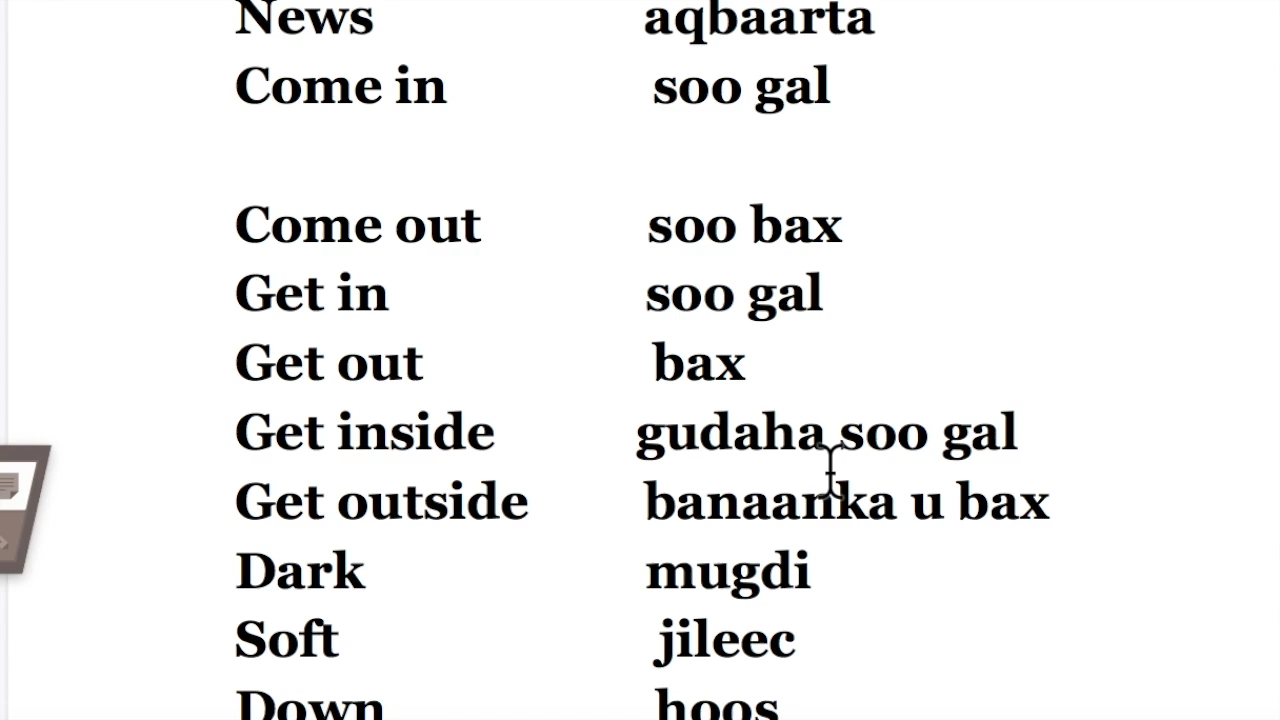 News aqbaarta
Come in soo gal
Come out soo bax
Get in soo gal
Get out bax
Get inside gudaha soo gal
Get outside banaanka u bax
Dark mugdi
Soft jileec
Down hoos